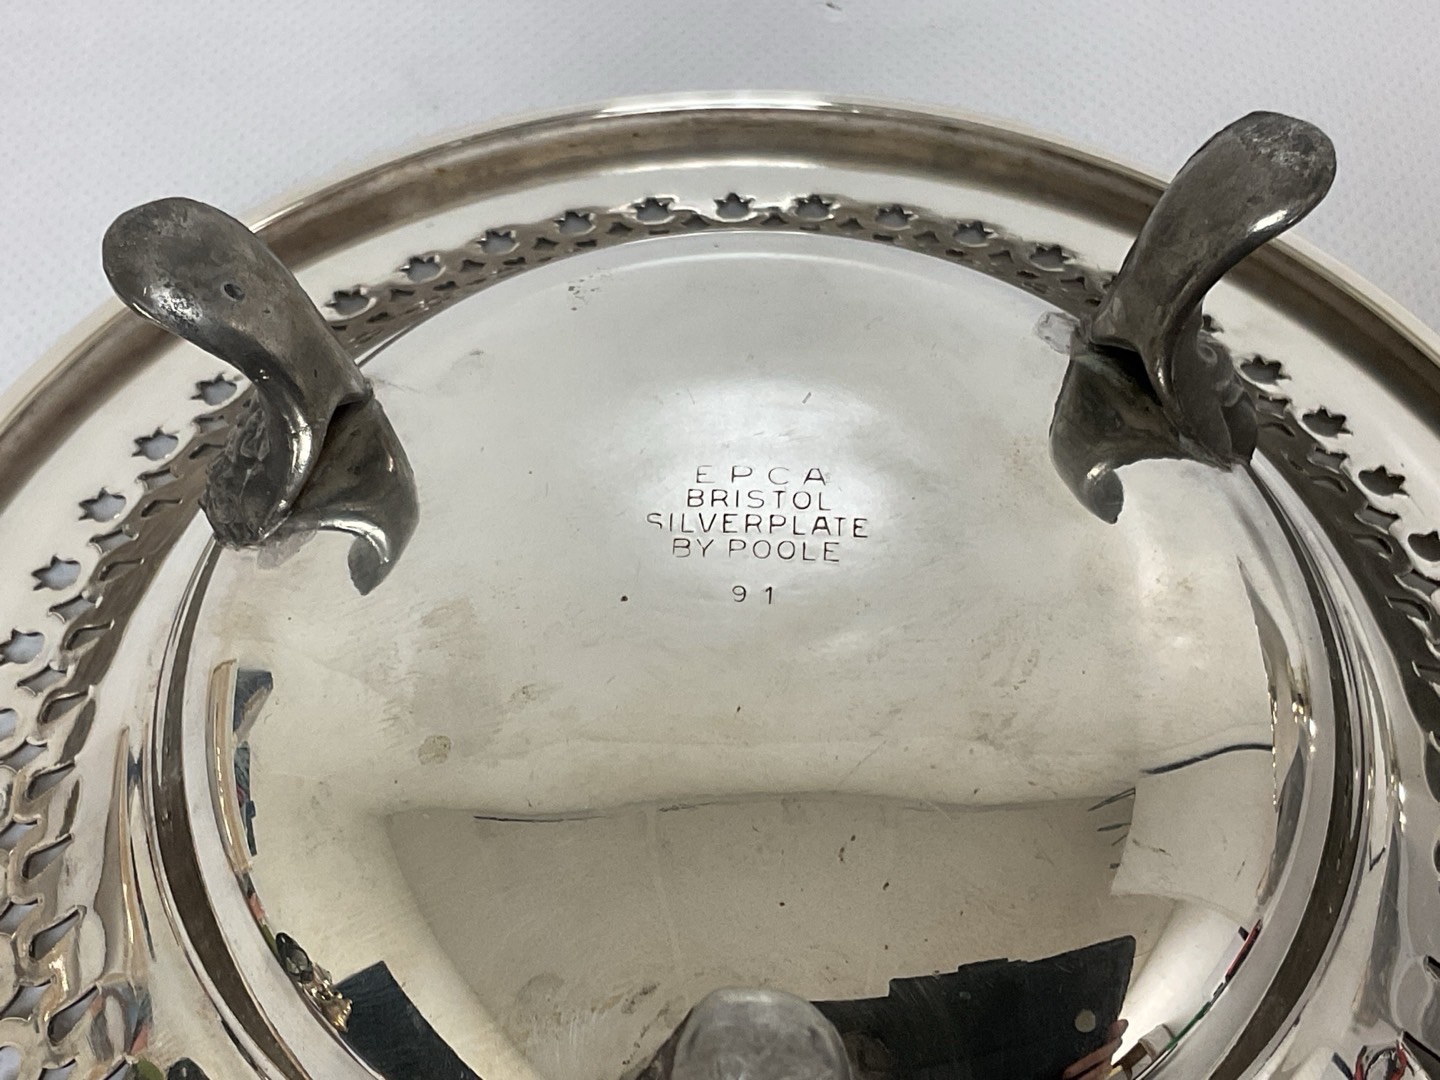 EPCA
BRISTOL
SILVERPLATE
BY POOLE
91